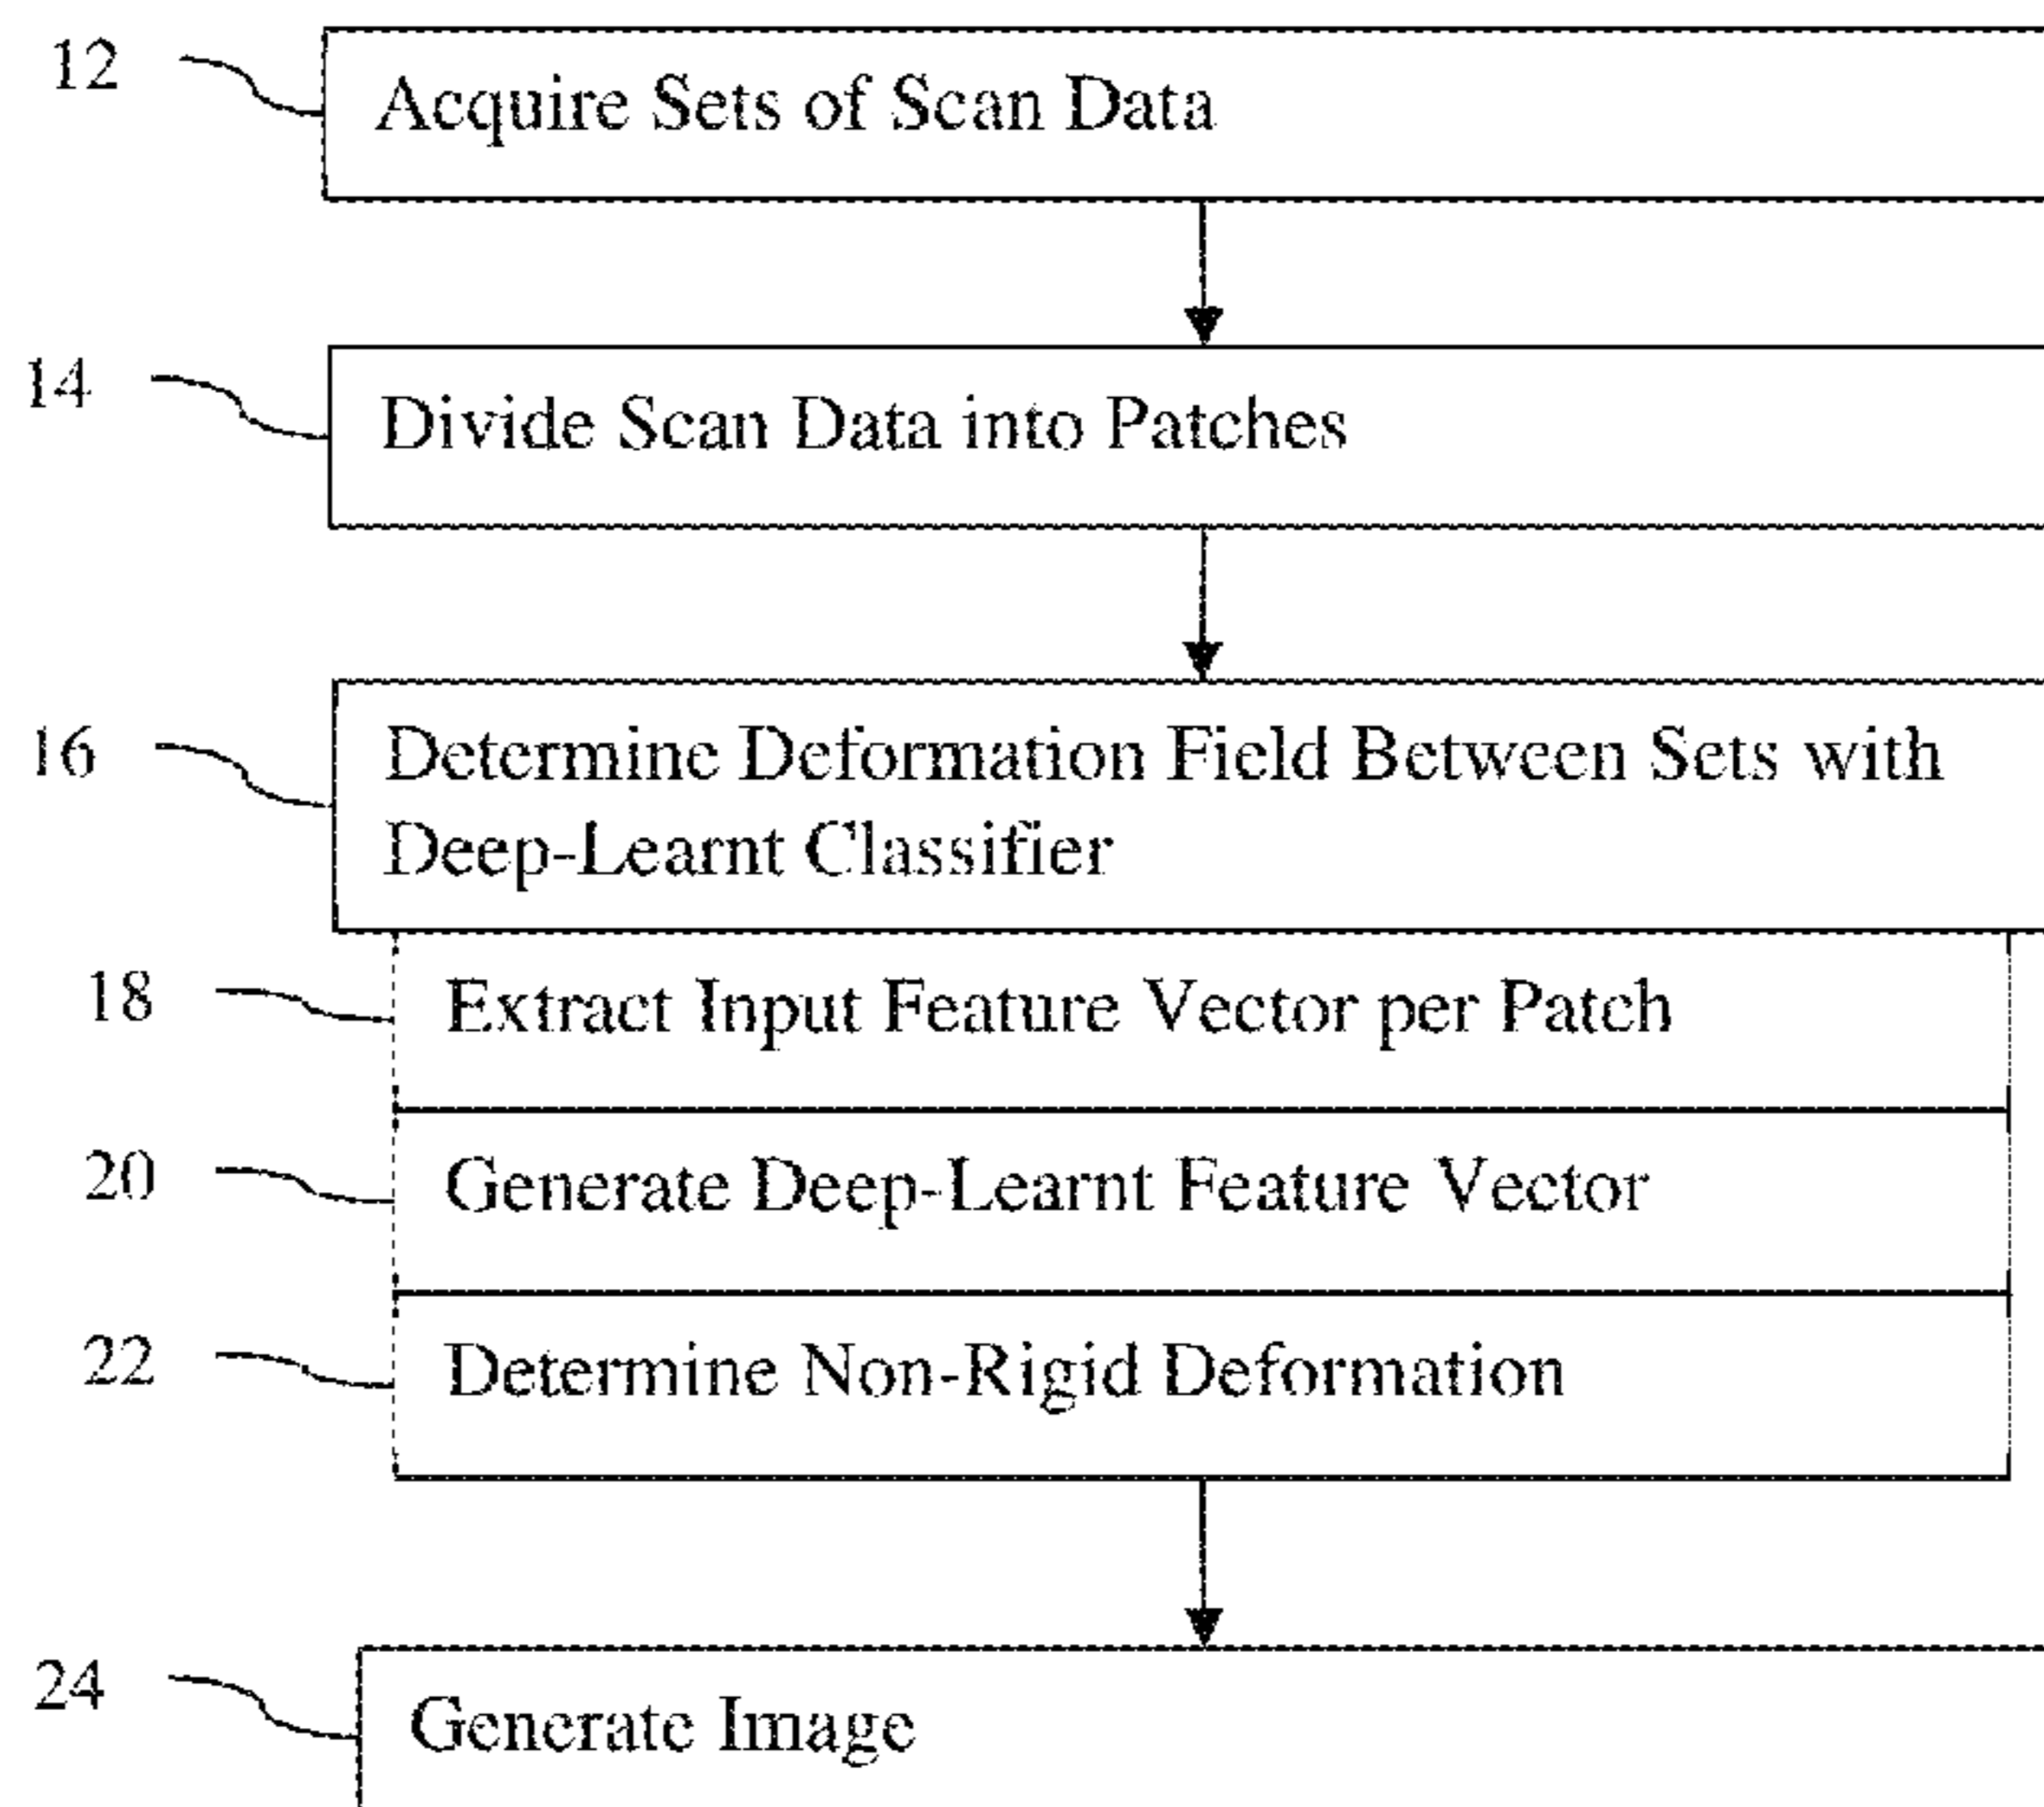 12
Acquire Sets of Scan Data
14
Divide Scan Data into Patches
16
Determine Deformation Field Between Sets with
Deep-Learnt Classifier
18
Extract Input Feature Vector per Patch
20
Generate Deep-Learnt Feature Vector
22
Determine Non-Rigid Deformation
24
Generate Image